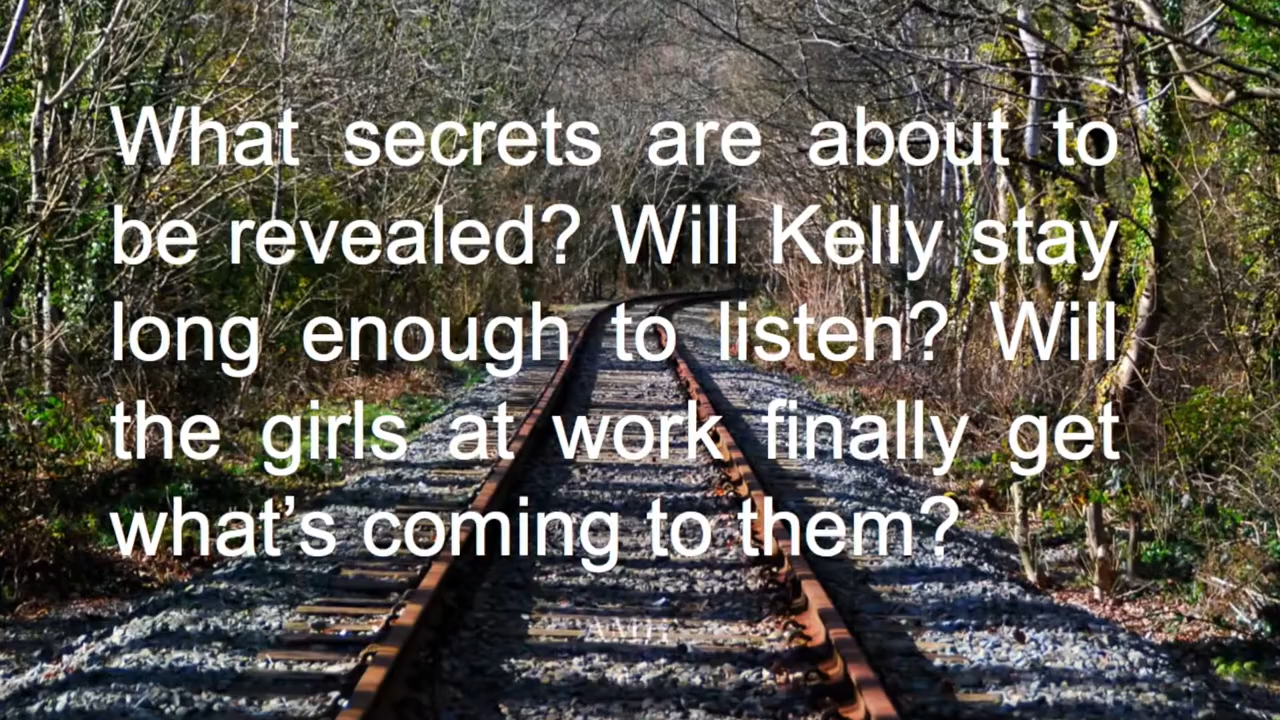 What secrets are about to
be revealed? Will Kelly stay
long enough to listen? Will
the girls at work finally get
what’s coming to them?
AMH